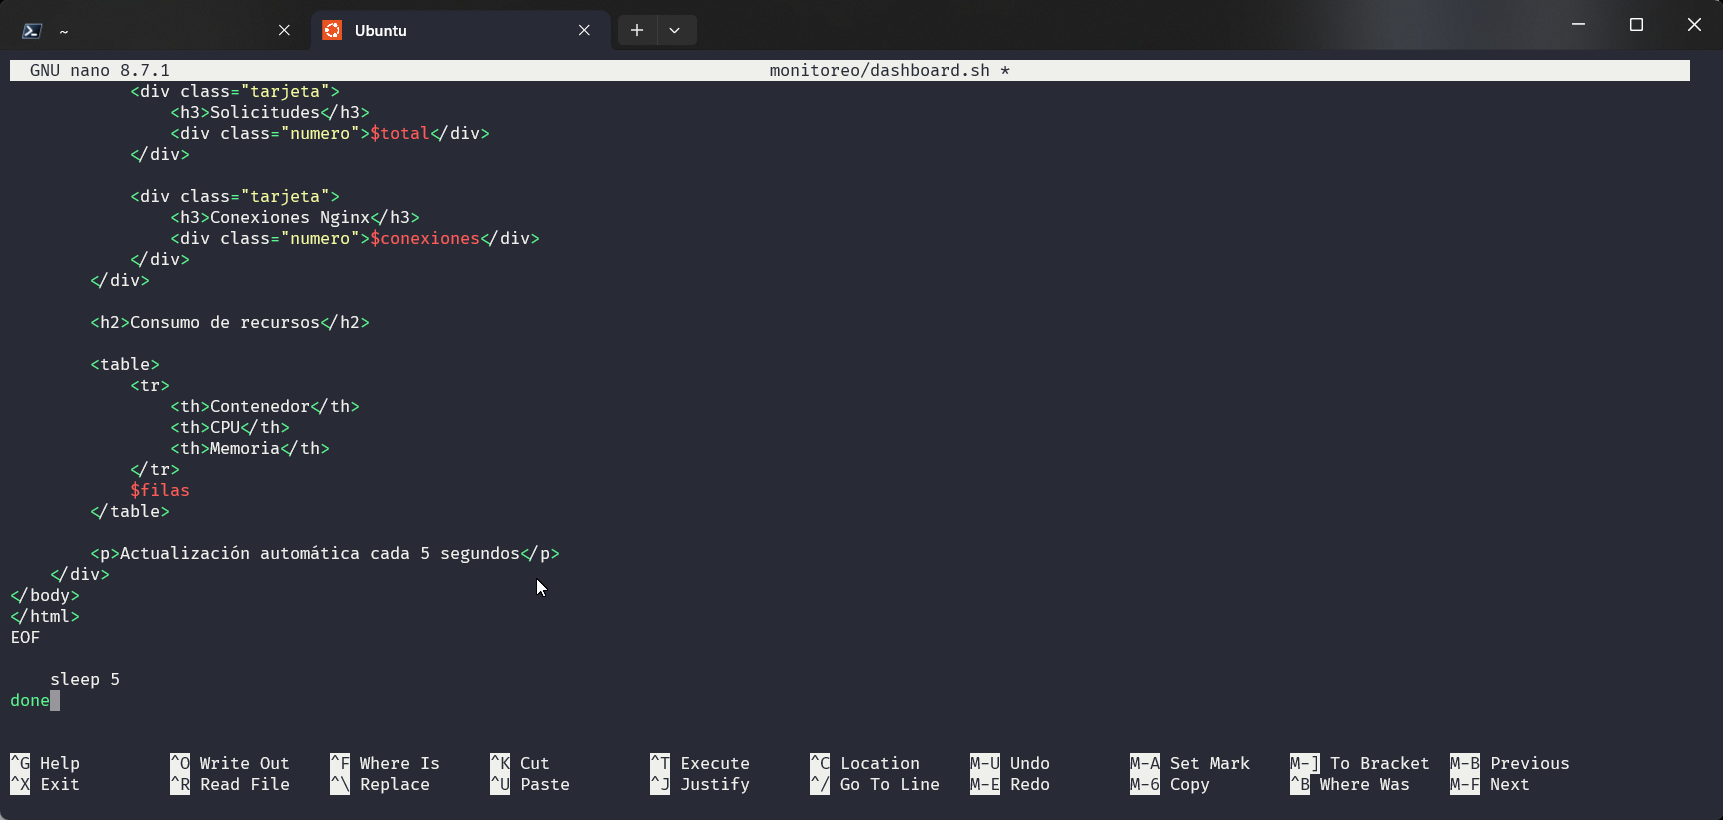 ~
Ubuntu
GNU nano 8.7.1 monitoreo/dashboard.sh *
            <div class="tarjeta">
                <h3>Solicitudes</h3>
                <div class="numero">$total</div>
            </div>

            <div class="tarjeta">
                <h3>Conexiones Nginx</h3>
                <div class="numero">$conexiones</div>
            </div>
        </div>

        <h2>Consumo de recursos</h2>

        <table>
            <tr>
                <th>Contenedor</th>
                <th>CPU</th>
                <th>Memoria</th>
            </tr>
            $filas
        </table>

        <p>Actualización automática cada 5 segundos</p>
    </div>
</body>
</html>
EOF

    sleep 5
done
^G Help ^O Write Out ^F Where Is ^K Cut ^T Execute ^C Location M-U Undo M-A Set Mark M-] To Bracket M-B Previous
^X Exit ^R Read File ^\ Replace ^U Paste ^J Justify ^/ Go To Line M-E Redo M-6 Copy ^B Where Was M-F Next